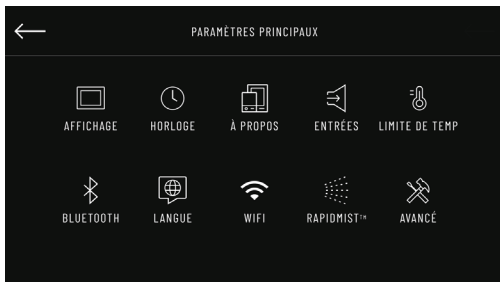 PARAMÈTRES PRINCIPAUX
AFFICHAGE HORLOGE À PROPOS ENTRÉES LIMITE DE TEMP
BLUETOOTH LANGUE WIFI RAPIDMIST™ AVANCÉ